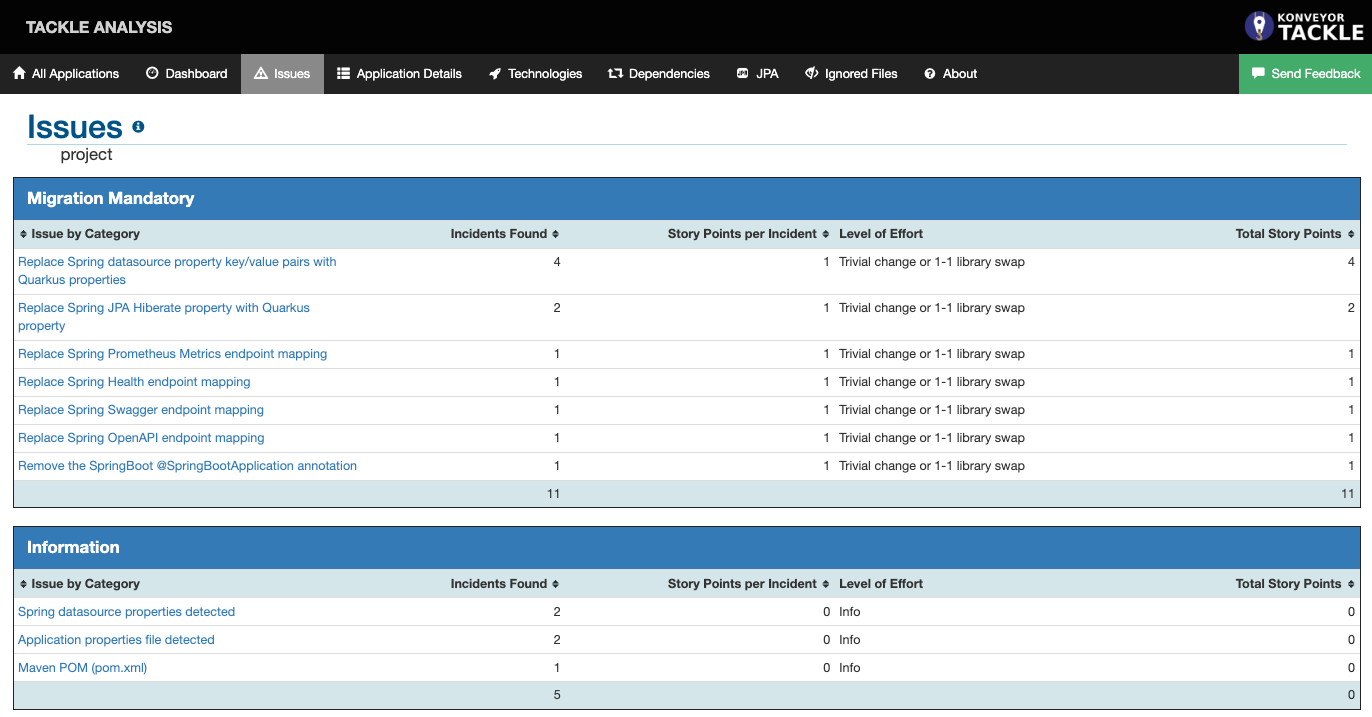 TACKLE ANALYSIS
KONVEYOR
TACKLE
All Applications Dashboard Issues Application Details Technologies Dependencies JPA Ignored Files About Send Feedback
Issues
project
Migration Mandatory
Issue by Category Incidents Found Story Points per Incident Level of Effort Total Story Points
Replace Spring datasource property key/value pairs with 4 1 Trivial change or 1-1 library swap 4
Quarkus properties
Replace Spring JPA Hiberate property with Quarkus 2 1 Trivial change or 1-1 library swap 2
property
Replace Spring Prometheus Metrics endpoint mapping 1 1 Trivial change or 1-1 library swap 1
Replace Spring Health endpoint mapping 1 1 Trivial change or 1-1 library swap 1
Replace Spring Swagger endpoint mapping 1 1 Trivial change or 1-1 library swap 1
Replace Spring OpenAPI endpoint mapping 1 1 Trivial change or 1-1 library swap 1
Remove the SpringBoot @SpringBootApplication annotation 1 1 Trivial change or 1-1 library swap 1
11 11
Information
Issue by Category Incidents Found Story Points per Incident Level of Effort Total Story Points
Spring datasource properties detected 2 0 Info 0
Application properties file detected 2 0 Info 0
Maven POM (pom.xml) 1 0 Info 0
5 0